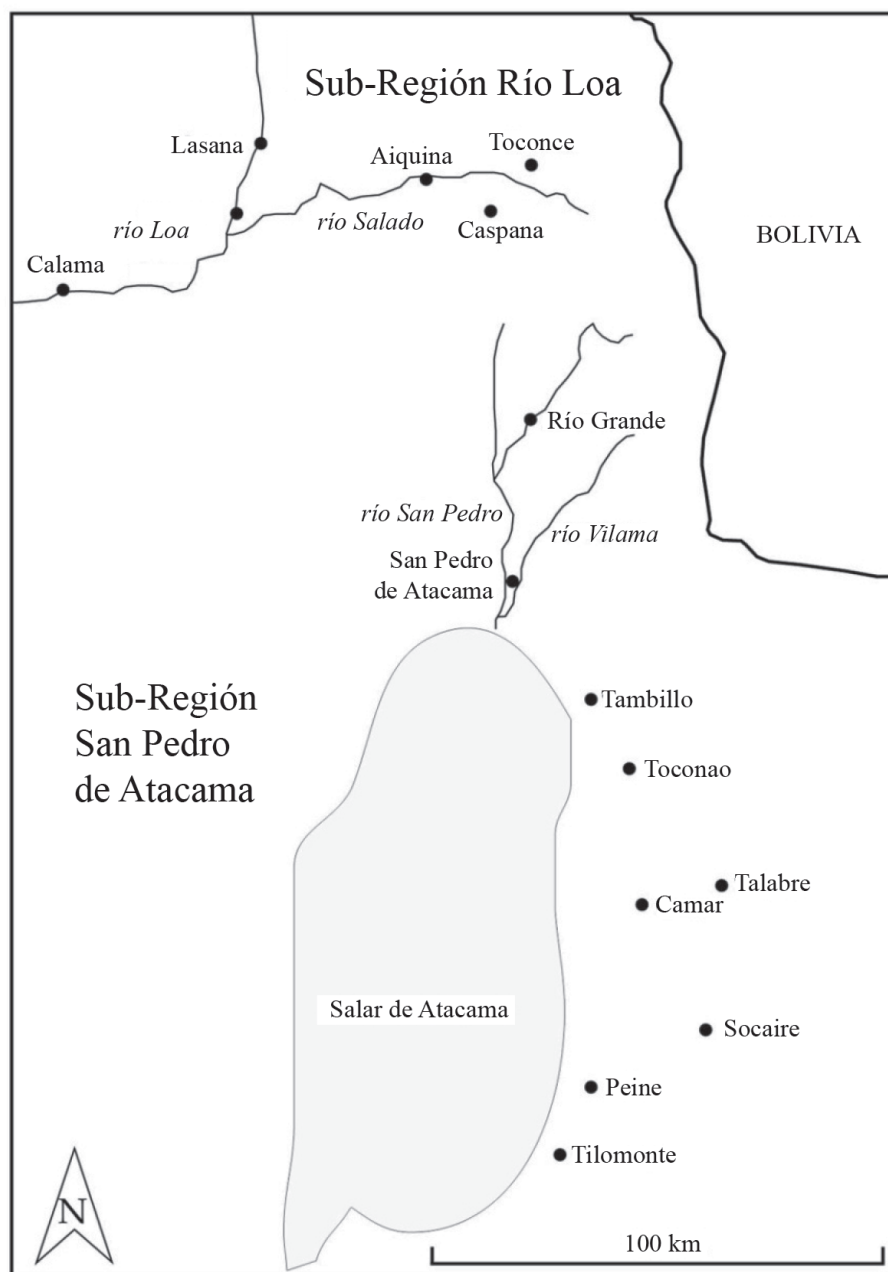 Sub-Región Río Loa
Lasana
Aiquina
Toconce
río Loa
río Salado
Caspana
BOLIVIA
Calama
Río Grande
río San Pedro
río Vilama
San Pedro
de Atacama
Sub-Región
San Pedro
de Atacama
Tambillo
Toconao
Talabre
Camar
Salar de Atacama
Socaire
Peine
Tilomonte
N
100 km